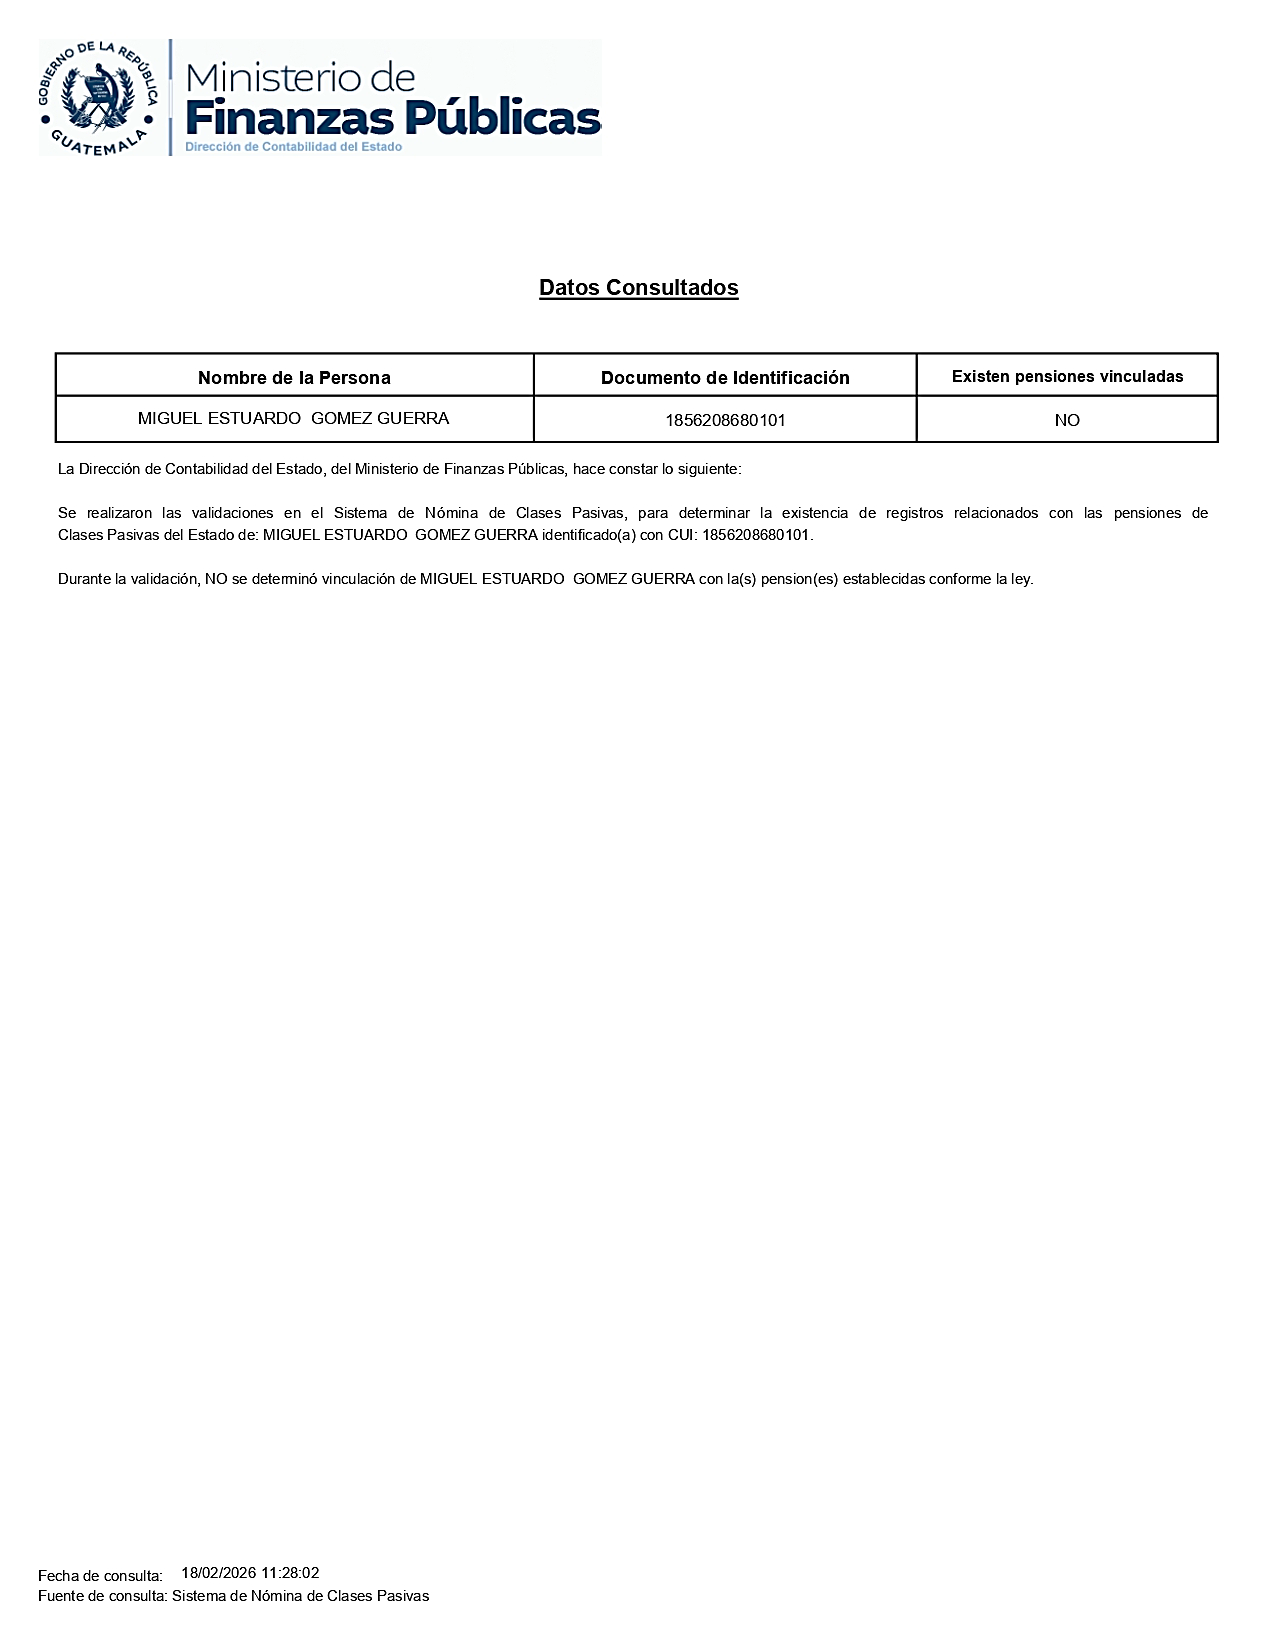 GOBIERNO DE LA REPÚBLICA
GUATEMALA
Ministerio de
Finanzas Públicas
Dirección de Contabilidad del Estado
Datos Consultados
Nombre de la Persona Documento de Identificación Existen pensiones vinculadas
MIGUEL ESTUARDO  GOMEZ GUERRA 1856208680101 NO
La Dirección de Contabilidad del Estado, del Ministerio de Finanzas Públicas, hace constar lo siguiente:
Se realizaron las validaciones en el Sistema de Nómina de Clases Pasivas, para determinar la existencia de registros relacionados con las pensiones de
Clases Pasivas del Estado de: MIGUEL ESTUARDO  GOMEZ GUERRA identificado(a) con CUI: 1856208680101.
Durante la validación, NO se determinó vinculación de MIGUEL ESTUARDO  GOMEZ GUERRA con la(s) pension(es) establecidas conforme la ley.
Fecha de consulta: 18/02/2026 11:28:02
Fuente de consulta: Sistema de Nómina de Clases Pasivas